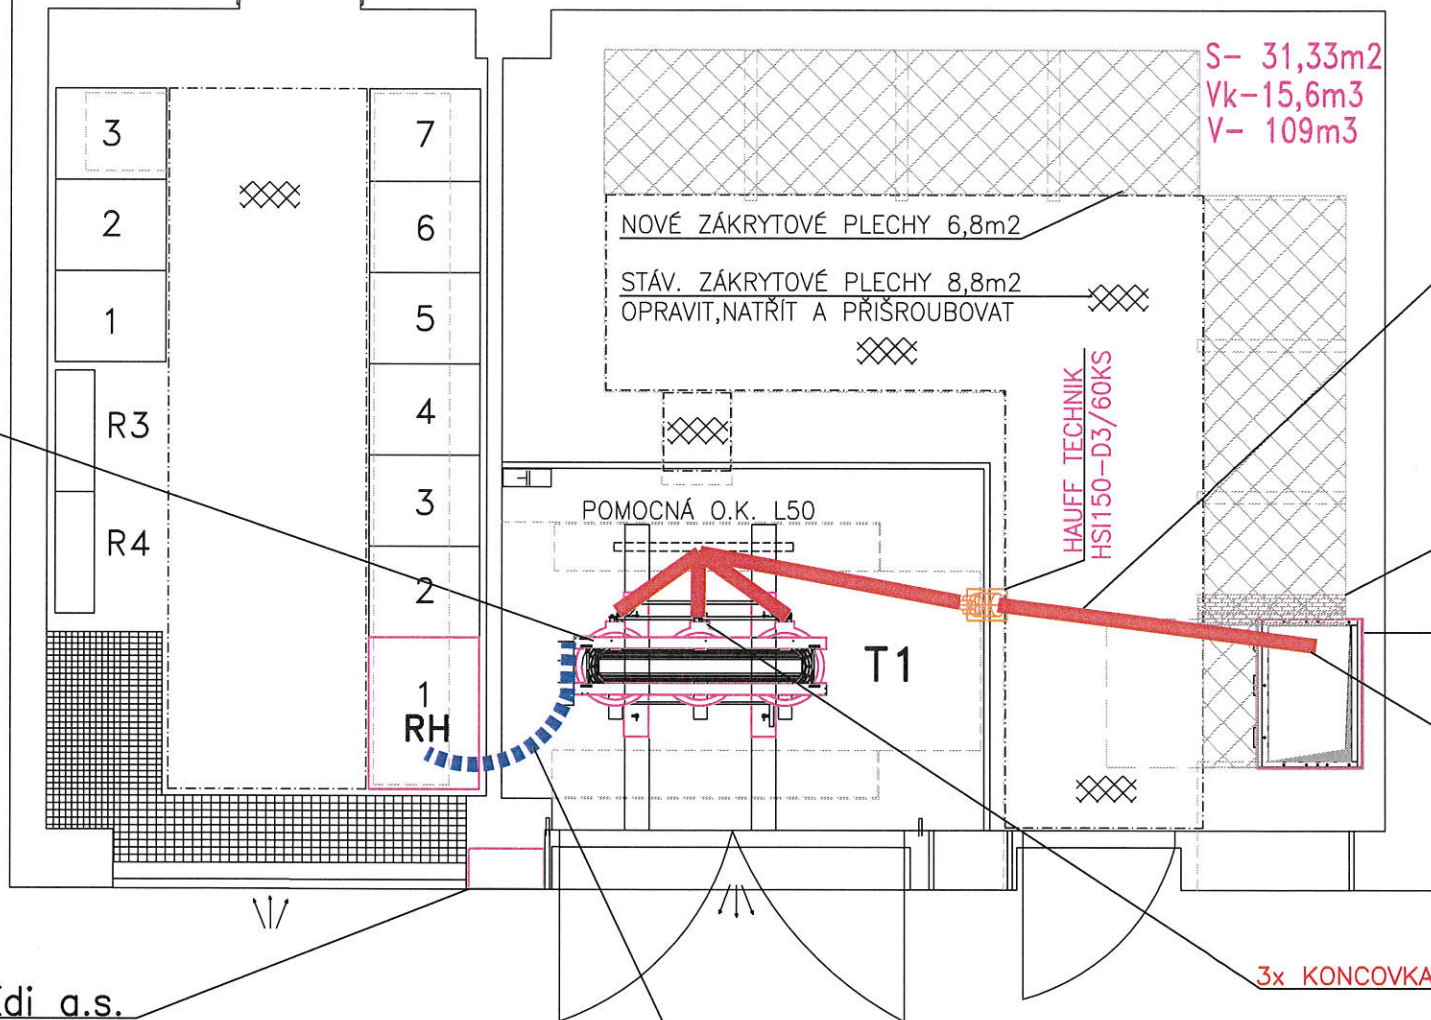 S- 31,33m2
Vk-15,6m3
V- 109m3
3
2
1
R3
R4
7
6
5
4
3
2
1
RH
NOVÉ ZÁKRYTOVÉ PLECHY 6,8m2
STÁV. ZÁKRYTOVÉ PLECHY 8,8m2
OPRAVIT,NATŘÍT A PŘIŠROUBOVAT
HAUFF TECHNIK
HSI150-D3/60KS
POMOCNÁ O.K. L50
T1
3x KONCOVKA
a.s.